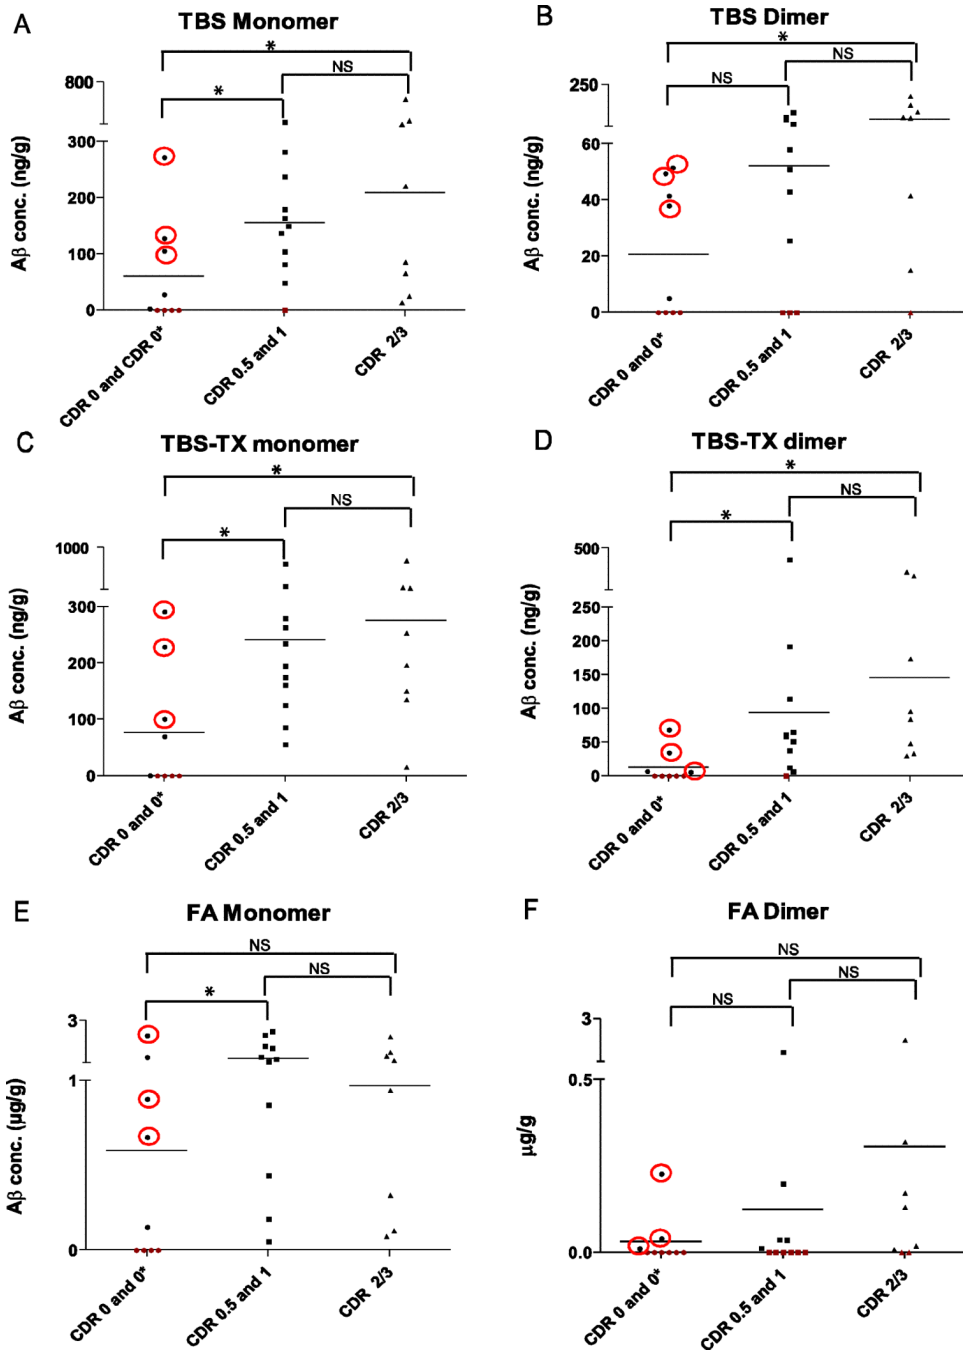 A
TBS Monomer
*
NS
*
800
300
200
100
0
Aβ conc. (ng/g)
CDR 0 and CDR 0*
CDR 0.5 and 1
CDR 2/3
B
TBS Dimer
*
NS
NS
250
60
40
20
0
Aβ conc. (ng/g)
CDR 0 and 0*
CDR 0.5 and 1
CDR 2/3
C
TBS-TX monomer
*
NS
*
1000
300
200
100
0
Aβ conc. (ng/g)
CDR 0 and 0*
CDR 0.5 and 1
CDR 2/3
D
TBS-TX dimer
*
NS
*
500
250
200
150
100
50
0
Aβ conc. (ng/g)
CDR 0 and 0*
CDR 0.5 and 1
CDR 2/3
E
FA Monomer
NS
NS
*
3
1
0
Aβ conc. (μg/g)
CDR 0 and 0*
CDR 0.5 and 1
CDR 2/3
F
FA Dimer
NS
NS
NS
3
0.5
0.0
μg/g
CDR 0 and 0*
CDR 0.5 and 1
CDR 2/3